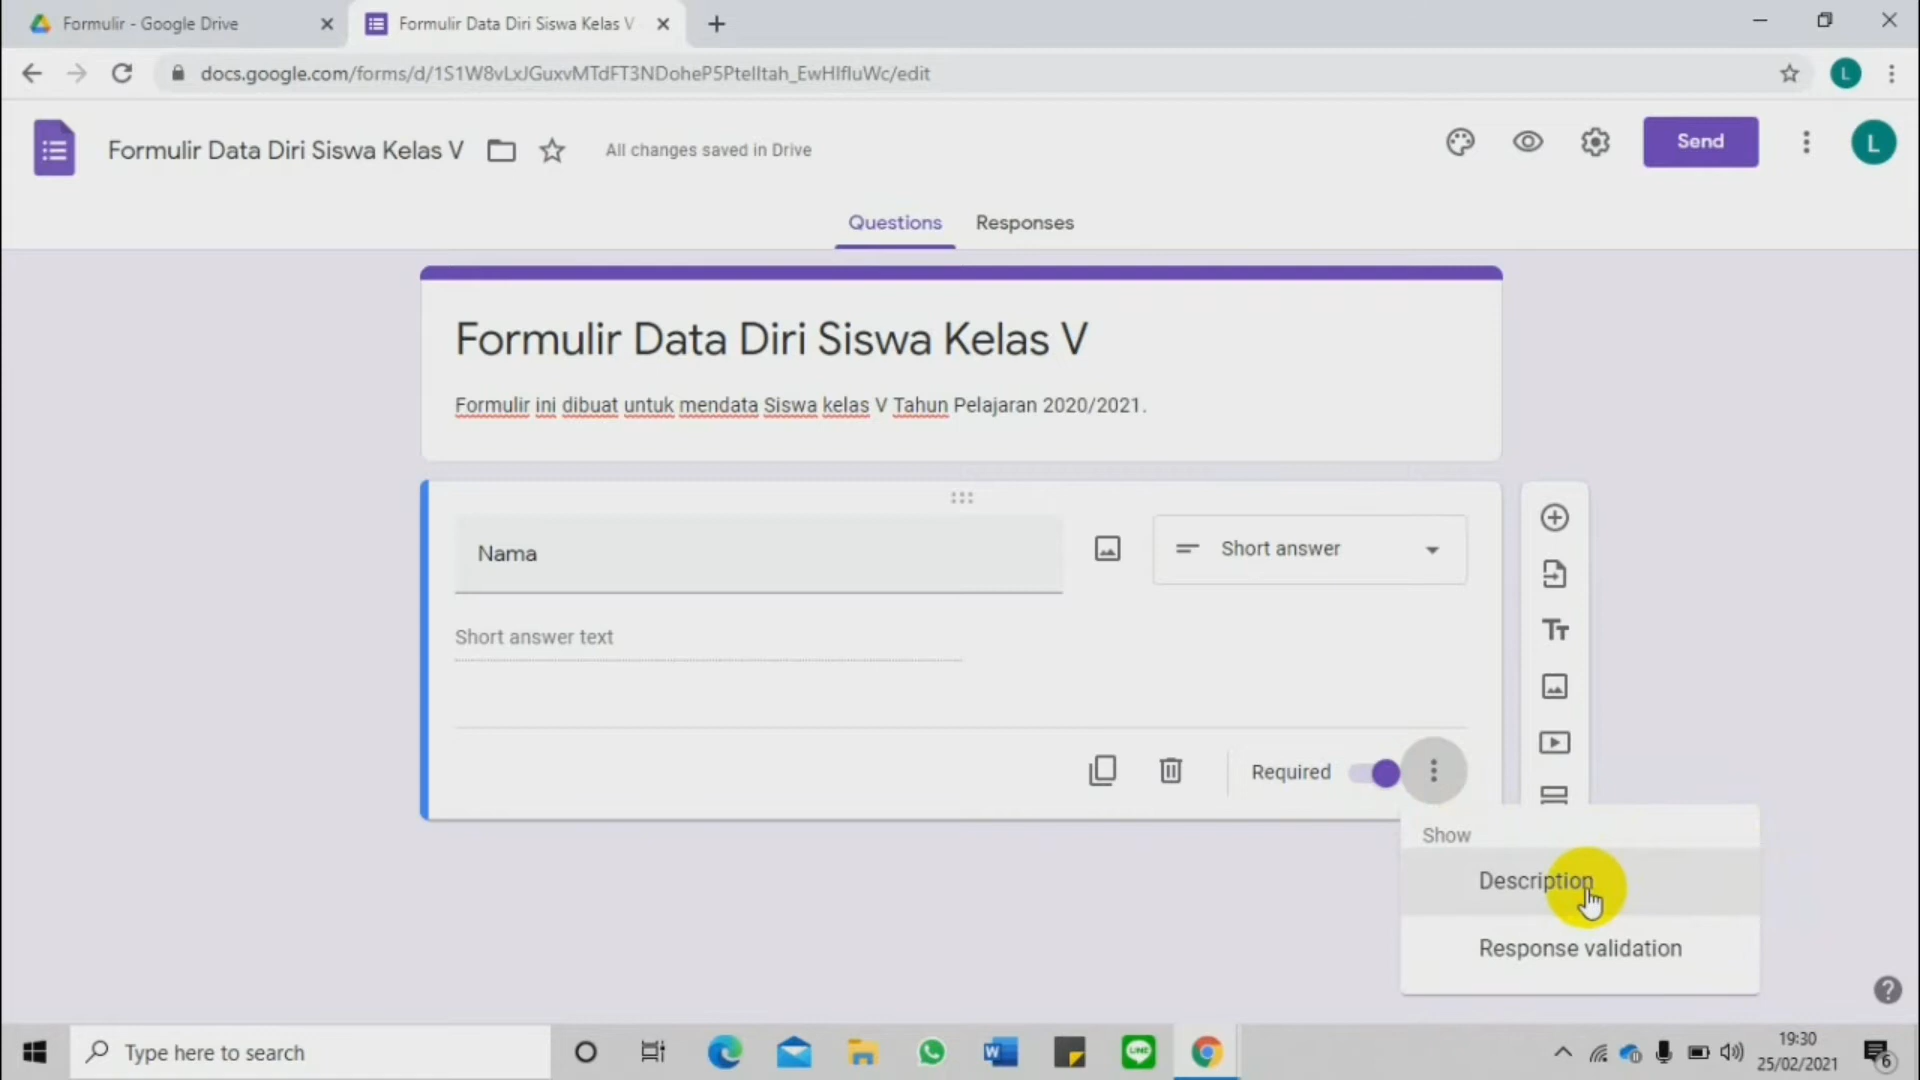 Formulir - Google Drive
Formulir Data Diri Siswa Kelas V
docs.google.com/forms/d/1S1W8vLxJGuxvMTdFT3NDoheP5PtelItah_EwHIfIuWc/edit
L
Formulir Data Diri Siswa Kelas V
All changes saved in Drive
Send
L
Questions
Responses
Formulir Data Diri Siswa Kelas V
Formulir ini dibuat untuk mendata Siswa kelas V Tahun Pelajaran 2020/2021.
Nama
Short answer
Short answer text
Required
Show
Description
Response validation
Type here to search
LINE
19:30
25/02/2021
6